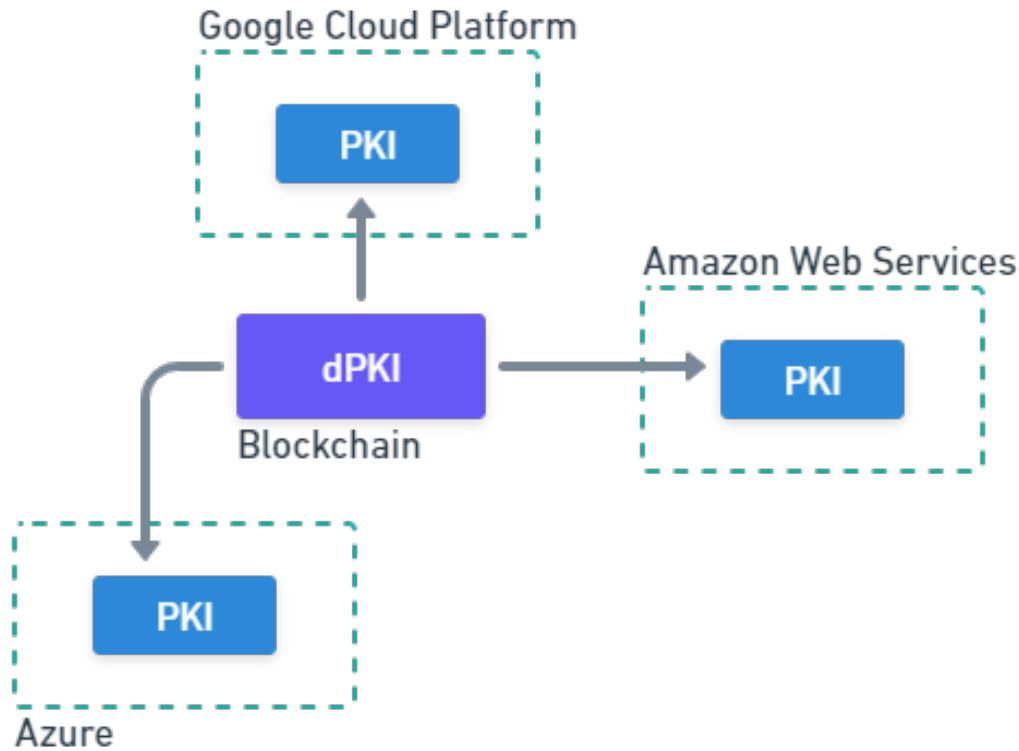 Google Cloud Platform
PKI
Amazon Web Services
dPKI
PKI
Blockchain
PKI
Azure